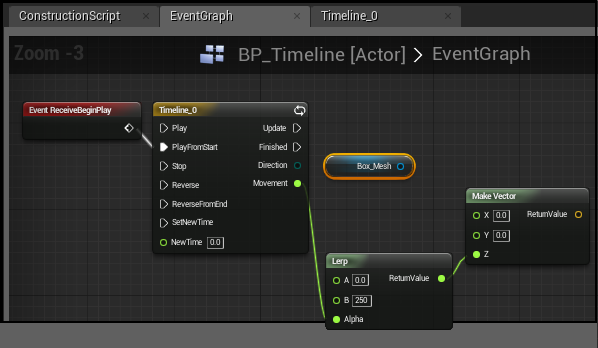 ConstructionScript
EventGraph
Timeline_0
Zoom -3
BP_Timeline [Actor] > EventGraph
Event ReceiveBeginPlay
Timeline_0
Play
Update
PlayFromStart
Finished
Stop
Direction
Reverse
Movement
ReverseFromEnd
SetNewTime
NewTime 0.0
Box_Mesh
Make Vector
X 0.0
ReturnValue
Y 0.0
Z
Lerp
A 0.0
ReturnValue
B 250
Alpha